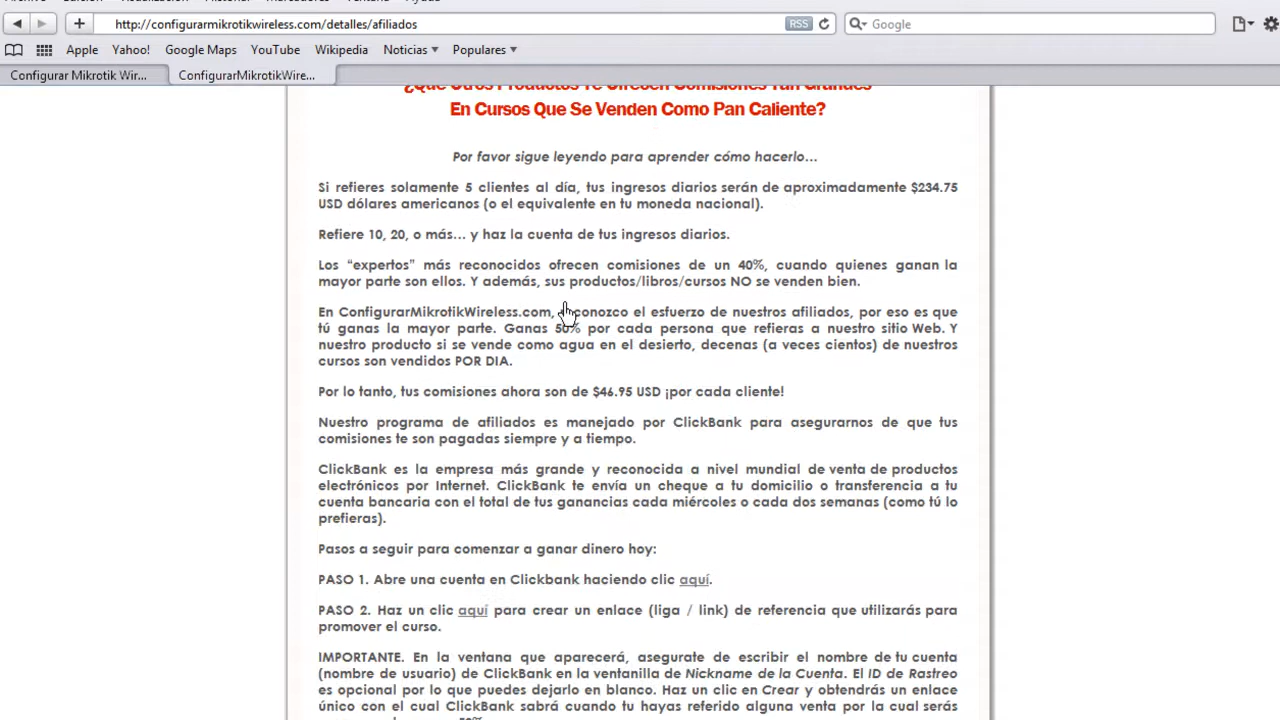 http://configurarmikrotikwireless.com/detalles/afiliados
RSS
Google
Apple Yahoo! Google Maps YouTube Wikipedia Noticias Populares
Configurar Mikrotik Wir... ConfigurarMikrotikWire...
¿Qué Otros Productos Te Ofrecen Comisiones Tan Grandes
En Cursos Que Se Venden Como Pan Caliente?
Por favor sigue leyendo para aprender cómo hacerlo...
Si refieres solamente 5 clientes al día, tus ingresos diarios serán de aproximadamente $234.75
USD dólares americanos (o el equivalente en tu moneda nacional).
Refiere 10, 20, o más... y haz la cuenta de tus ingresos diarios.
Los “expertos” más reconocidos ofrecen comisiones de un 40%, cuando quienes ganan la
mayor parte son ellos. Y además, sus productos/libros/cursos NO se venden bien.
En ConfigurarMikrotikWireless.com, reconozco el esfuerzo de nuestros afiliados, por eso es que
tú ganas la mayor parte. Ganas 50% por cada persona que refieras a nuestro sitio Web. Y
nuestro producto si se vende como agua en el desierto, decenas (a veces cientos) de nuestros
cursos son vendidos POR DIA.
Por lo tanto, tus comisiones ahora son de $46.95 USD ¡por cada cliente!
Nuestro programa de afiliados es manejado por ClickBank para asegurarnos de que tus
comisiones te son pagadas siempre y a tiempo.
ClickBank es la empresa más grande y reconocida a nivel mundial de venta de productos
electrónicos por Internet. ClickBank te envía un cheque a tu domicilio o transferencia a tu
cuenta bancaria con el total de tus ganancias cada miércoles o cada dos semanas (como tú lo
prefieras).
Pasos a seguir para comenzar a ganar dinero hoy:
PASO 1. Abre una cuenta en Clickbank haciendo clic aquí.
PASO 2. Haz un clic aquí para crear un enlace (liga / link) de referencia que utilizarás para
promover el curso.
IMPORTANTE. En la ventana que aparecerá, asegurate de escribir el nombre de tu cuenta
(nombre de usuario) de ClickBank en la ventanilla de Nickname de la Cuenta. El ID de Rastreo
es opcional por lo que puedes dejarlo en blanco. Haz un clic en Crear y obtendrás un enlace
único con el cual ClickBank sabrá cuando tu hayas referido alguna venta por la cual serás